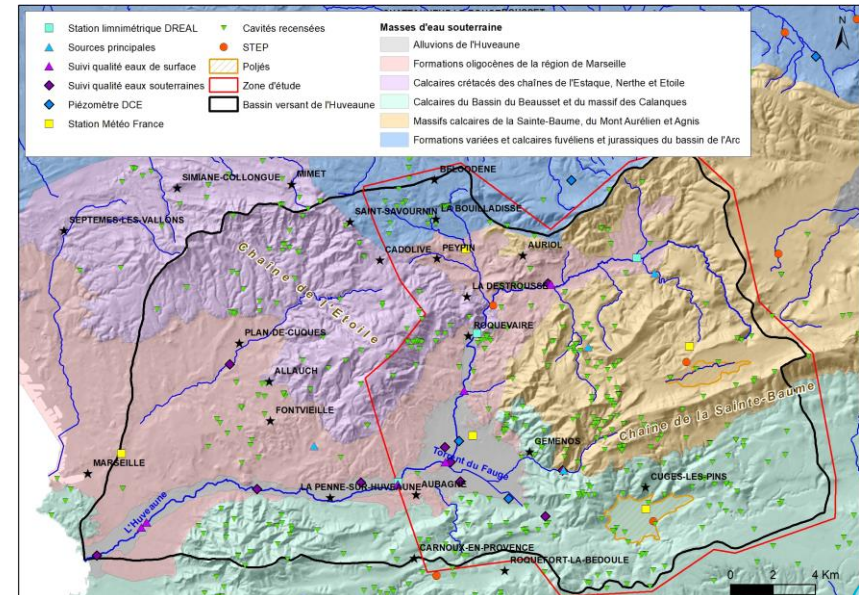 Station limnimétrique DREAL
Sources principales
Suivi qualité eaux de surface
Suivi qualité eaux souterraines
Piézomètre DCE
Station Météo France
Cavités recensées
STEP
Poljés
Zone d'étude
Bassin versant de l'Huveaune
Masses d'eau souterraine
Alluvions de l'Huveaune
Formations oligocènes de la région de Marseille
Calcaires crétacés des chaînes de l'Estaque, Nerthe et Etoile
Calcaires du Bassin du Beausset et du massif des Calanques
Massifs calcaires de la Sainte-Baume, du Mont Aurélien et Agnis
Formations variées et calcaires fuvéliens et jurassiques du bassin de l'Arc
N
SIMIANE-COLLONGUE
MIMET
BELCODENE
SEPTEMES-LES-VALLONS
SAINT-SAVOURNIN
LA BOUILLADISSE
CADOLIVE
PEYPIN
AURIOL
Chaîne de l'Etoile
LA DESTROUSSE
ROQUEVAIRE
PLAN-DE-CUQUES
ALLAUCH
FONTVIEILLE
Chaîne de la Sainte-Baume
GEMENOS
MARSEILLE
Torrent du Fauge
CUGES-LES-PINS
LA PENNE-SUR-HUVEAUNE
AUBAGNE
L'Huveaune
CARNOUX-EN-PROVENCE
ROQUEFORT-LA-BEDOULE
0 2 4 Km